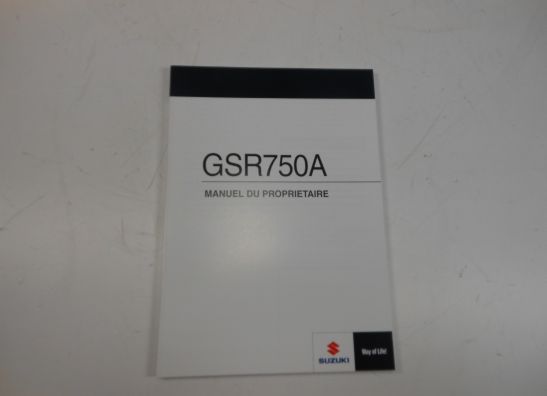 GSR750A
MANUEL DU PROPRIETAIRE
SUZUKI
Way of Life!